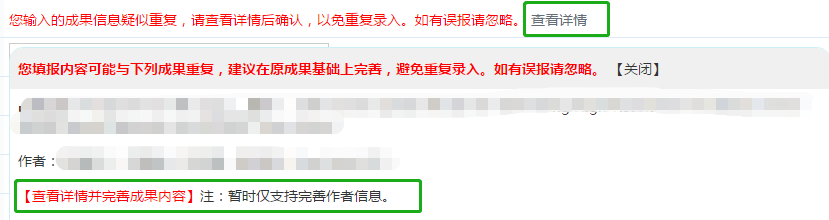 您输入的成果信息疑似重复，请查看详情后确认，以免重复录入。如有误报请忽略。 查看详情
您填报内容可能与下列成果重复，建议在原成果基础上完善，避免重复录入。如有误报请忽略。 【关闭】
作者：
【查看详情并完善成果内容】注：暂时仅支持完善作者信息。